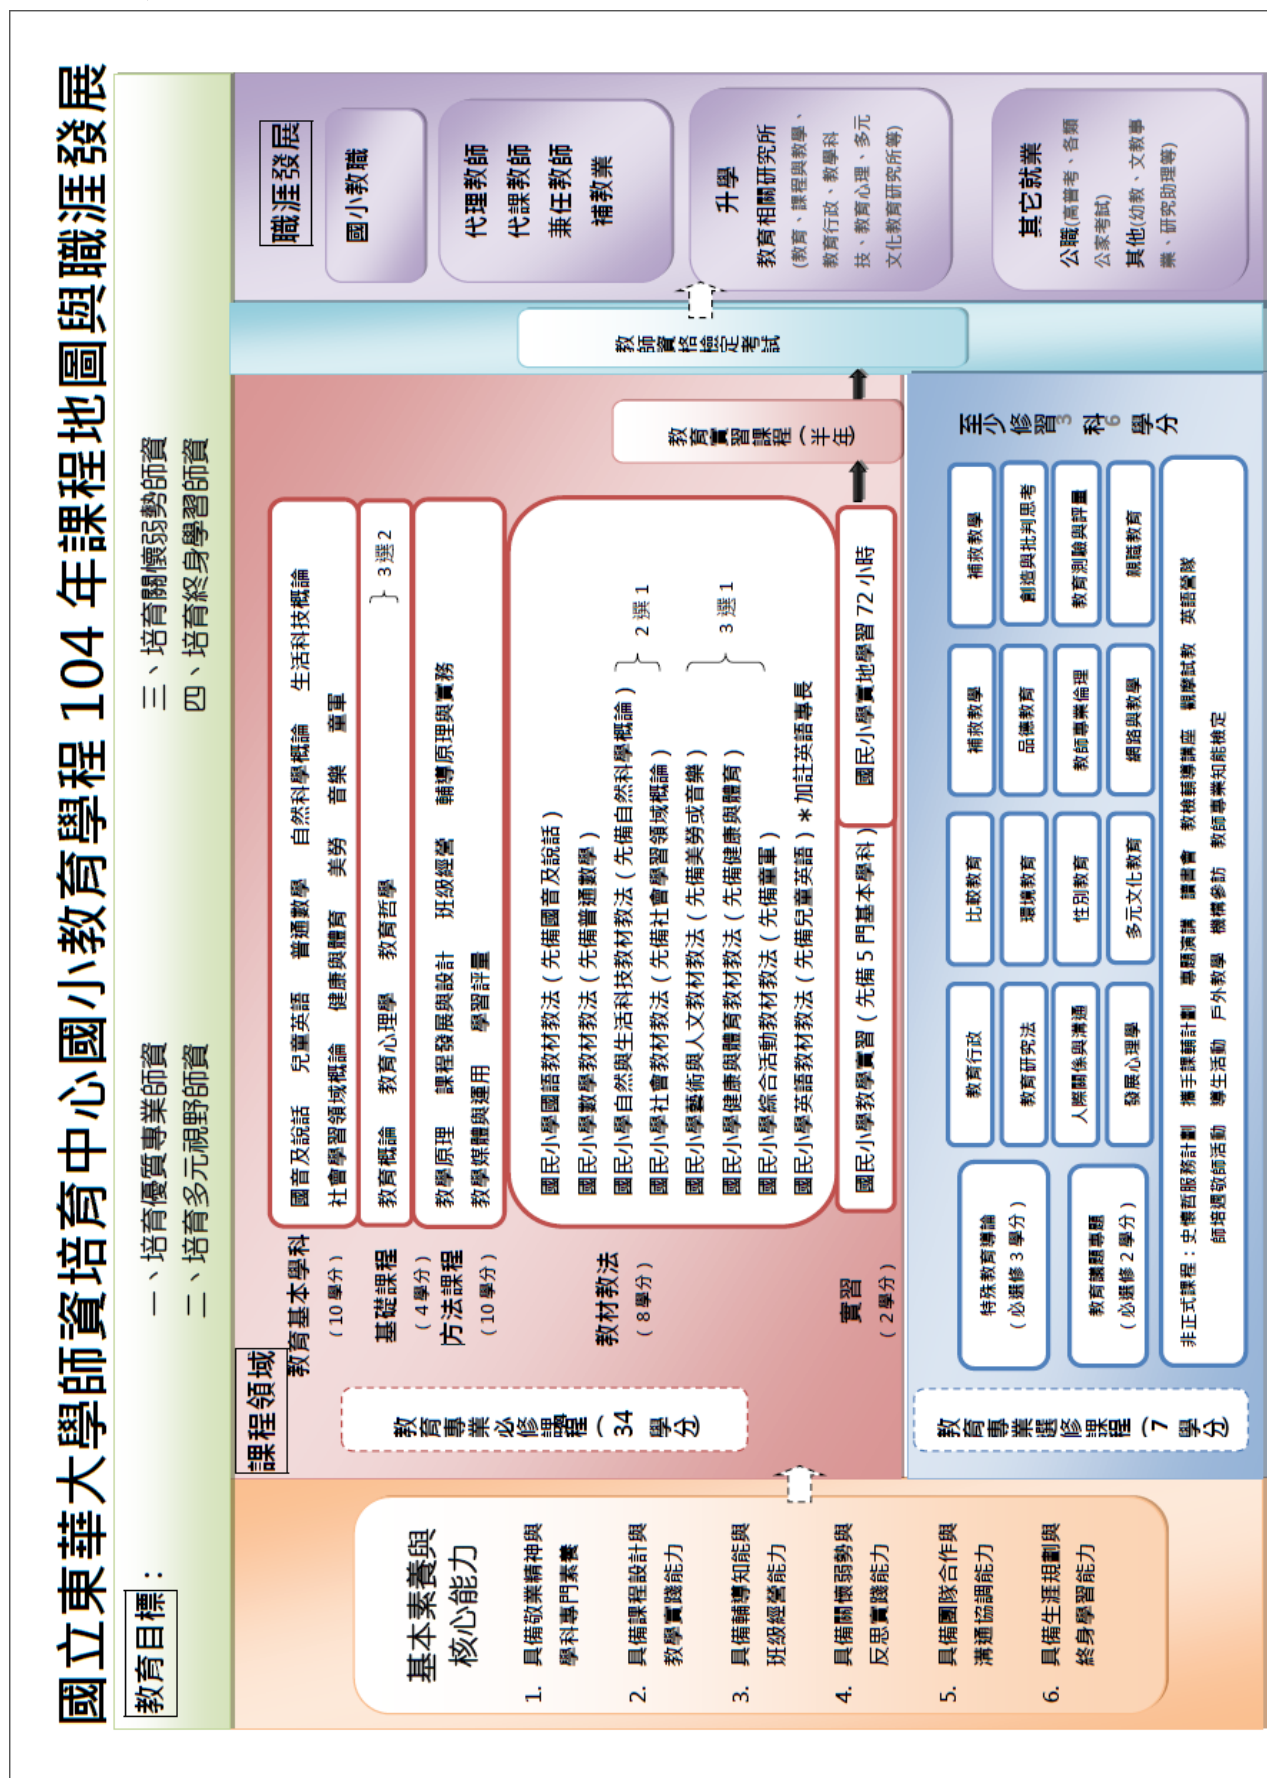 國立東華大學師資培育中心國小教育學程 104 年課程地圖與職涯發展
教育目標：
一、培育優質專業師資
三、培育關懷弱勢師資
二、培育多元視野師資
四、培育終身學習師資
基本素養與
核心能力
1. 具備敬業精神與
學科專門素養
2. 具備課程設計與
教學實踐能力
3. 具備輔導知能與
班級經營能力
4. 具備關懷弱勢與
反思實踐能力
5. 具備團隊合作與
溝通協調能力
6. 具備生涯規劃與
終身學習能力
課程領域
教育專業必修課程（34 學分）
教育基本學科
（10 學分）
國音及說話 兒童英語 普通數學 自然科學概論 生活科技概論
社會學習領域概論 健康與體育 美勞 音樂 童軍
基礎課程
（4 學分）
教育概論 教育心理學 教育哲學 3 選 2
方法課程
（10 學分）
教學原理 課程發展與設計 班級經營 輔導原理與實務
教學媒體與運用 學習評量
教材教法
（8 學分）
國民小學國語教材教法（先備國音及說話）
國民小學數學教材教法（先備普通數學）
國民小學自然與生活科技教材教法（先備自然科學概論）
國民小學社會教材教法（先備社會學習領域概論）
2 選 1
國民小學藝術與人文教材教法（先備美勞或音樂）
國民小學健康與體育教材教法（先備健康與體育）
國民小學綜合活動教材教法（先備童軍）
3 選 1
國民小學英語教材教法（先備兒童英語）＊加註英語專長
實習
（2 學分）
國民小學教學實習（先備 5 門基本學科）
國民小學實地學習 72 小時
教育實習課程（半年）
教師資格檢定考試
教育專業選修課程（7 學分）
特殊教育導論
（必選修 3 學分）
教育議題專題
（必選修 2 學分）
至少修習 3 科 6 學分
教育行政
比較教育
補救教學
補救教學
教育研究法
環境教育
品德教育
創造與批判思考
人際關係與溝通
性別教育
教師專業倫理
教育測驗與評量
發展心理學
多元文化教育
網路與教學
親職教育
非正式課程：史懷哲服務計劃 攜手課輔計劃 專題演講 讀書會 教檢輔導講座 觀摩試教 英語營隊
師培週敬師活動 導生活動 戶外教學 機構參訪 教師專業知能檢定
職涯發展
國小教職
代理教師
代課教師
兼任教師
補教業
升學
教育相關研究所
(教育、課程與教學、
教育行政、教學科
技、教育心理、多元
文化教育研究所等)
其它就業
公職(高普考、各類
公家考試)
其他(幼教、文教事
業、研究助理等)